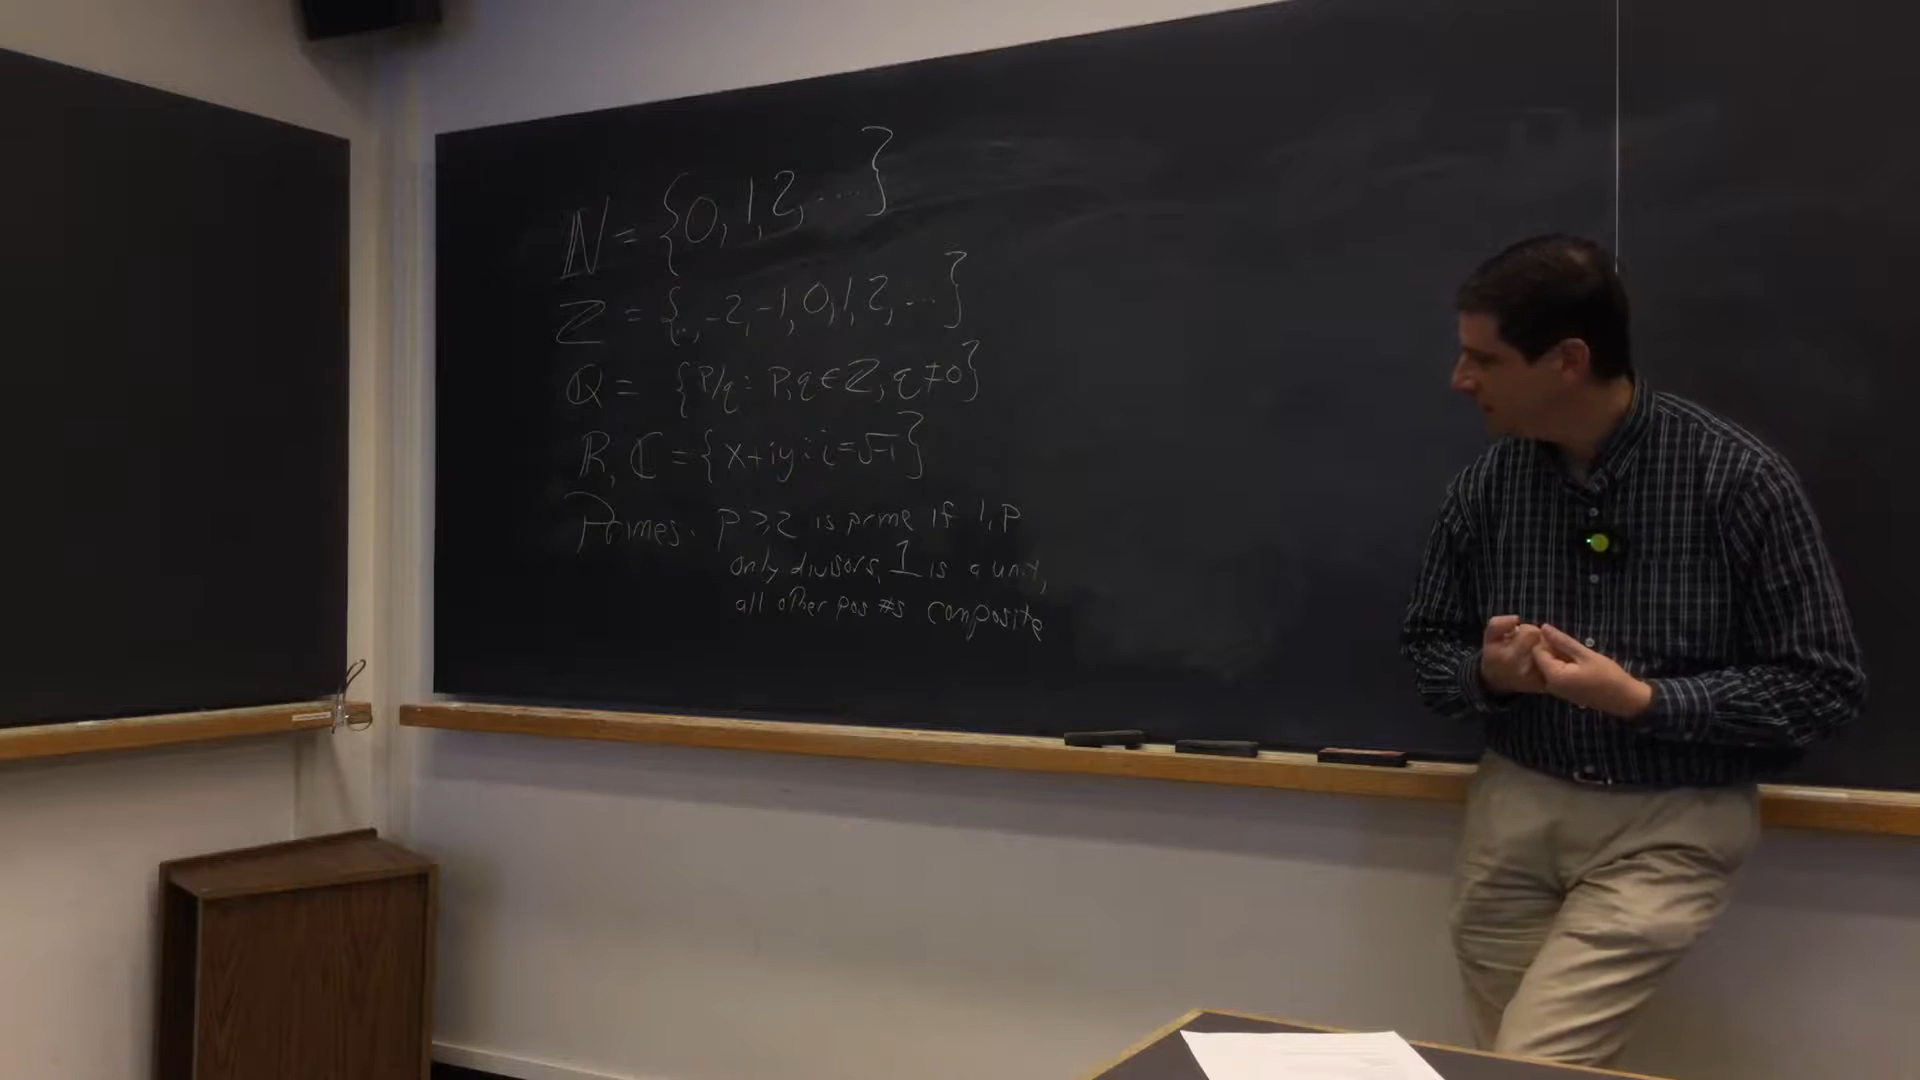 ℕ = {0, 1, 2, ....}
ℤ = {.., -2, -1, 0, 1, 2, ...}
ℚ = {p/q : p, q ∈ ℤ, q ≠ 0}
ℝ, ℂ = {x + iy : i = √-1}
Primes. p ≥ 2 is prime if 1, p
only divisors, 1 is a unit,
all other pos #s composite